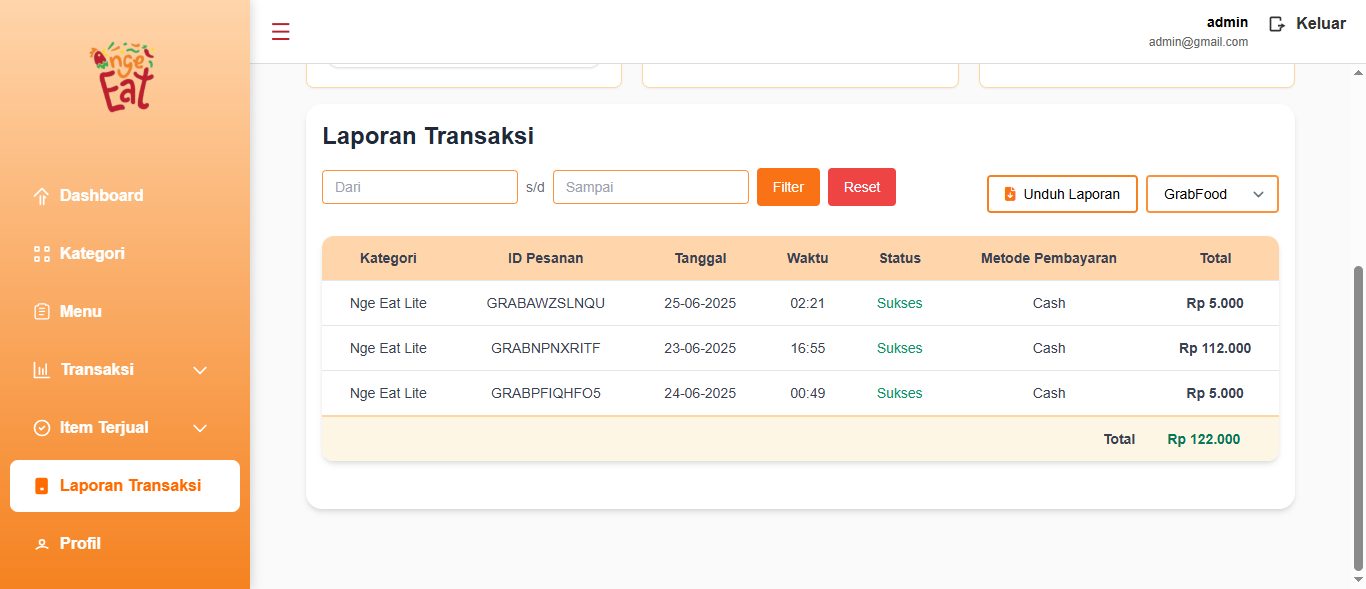 nge
Eat
Dashboard
Kategori
Menu
Transaksi
Item Terjual
Laporan Transaksi
Profil
admin
admin@gmail.com
Keluar
Laporan Transaksi
Dari s/d Sampai Filter Reset Unduh Laporan GrabFood
Kategori ID Pesanan Tanggal Waktu Status Metode Pembayaran Total
Nge Eat Lite GRABAWZSLNQU 25-06-2025 02:21 Sukses Cash Rp 5.000
Nge Eat Lite GRABNPNXRITF 23-06-2025 16:55 Sukses Cash Rp 112.000
Nge Eat Lite GRABPFIQHFO5 24-06-2025 00:49 Sukses Cash Rp 5.000
Total Rp 122.000